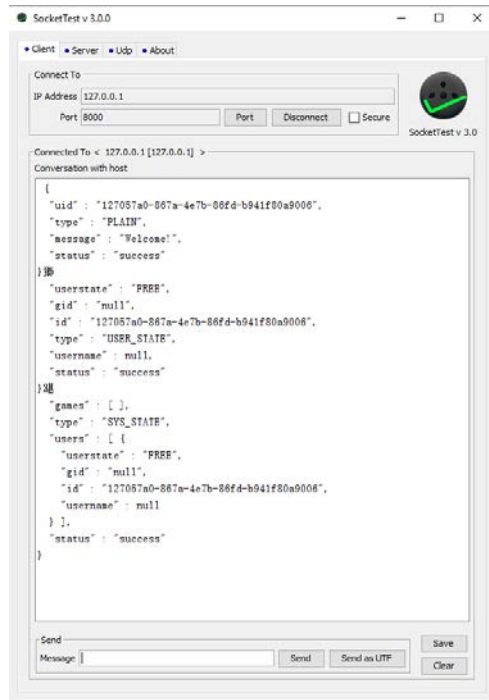 SocketTest v 3.0.0
Client Server Udp About
Connect To
IP Address 127.0.0.1
Port 8000 Port Disconnect Secure
SocketTest v 3.0
Connected To < 127.0.0.1 [127.0.0.1] >
Conversation with host
{
"uid" : "127057a0-867a-4e7b-86fd-b941f80a9006",
"type" : "PLAIN",
"message" : "Welcome!",
"status" : "success"
}
"userstate" : "FREE",
"gid" : "null",
"id" : "127057a0-867a-4e7b-86fd-b941f80a9006",
"type" : "USER_STATE",
"username" : null,
"status" : "success"
}
"games" : [ ],
"type" : "SYS_STATE",
"users" : [ {
"userstate" : "FREE",
"gid" : "null",
"id" : "127057a0-867a-4e7b-86fd-b941f80a9006",
"username" : null
} ],
"status" : "success"
}
Send
Message Send Send as UTF
Save
Clear